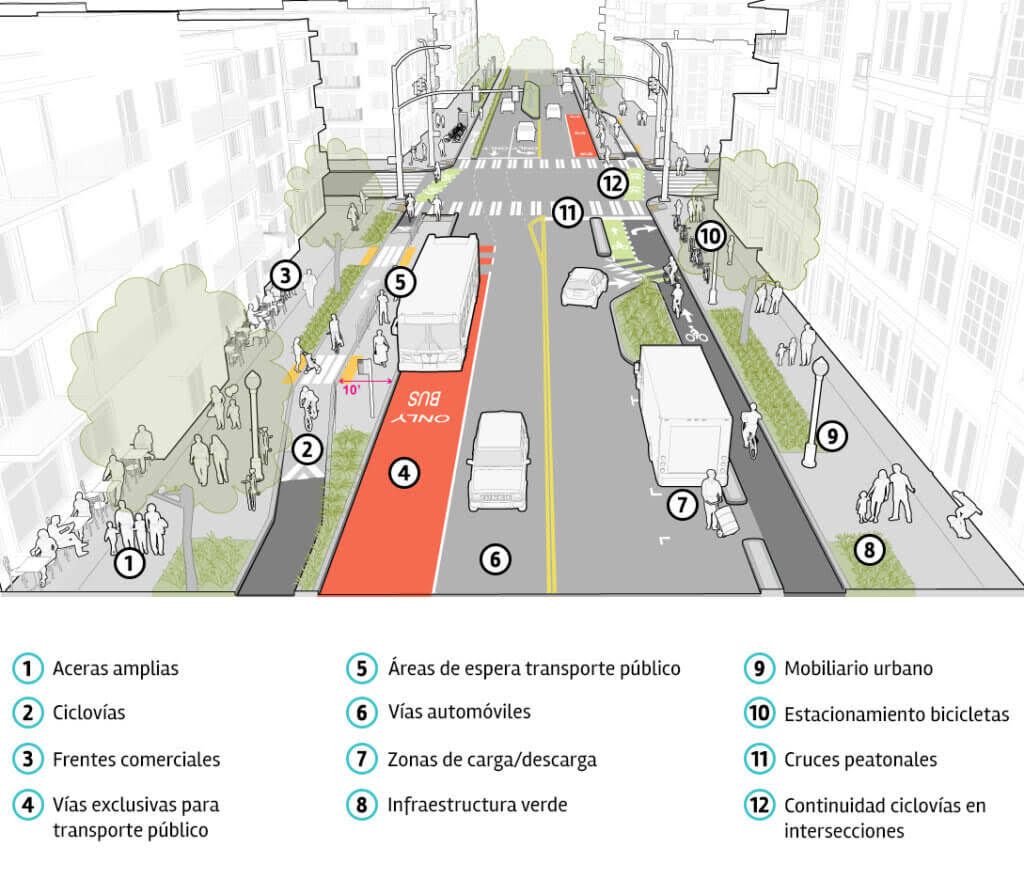 12
11
10
3
5
10'
BUS
ONLY
2
9
4
7
8
1
6
1 Aceras amplias
2 Ciclovías
3 Frentes comerciales
4 Vías exclusivas para
transporte público
5 Áreas de espera transporte público
6 Vías automóviles
7 Zonas de carga/descarga
8 Infraestructura verde
9 Mobiliario urbano
10 Estacionamiento bicicletas
11 Cruces peatonales
12 Continuidad ciclovías en
intersecciones